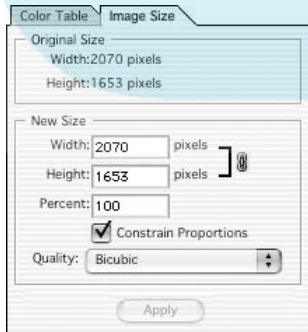 Color Table Image Size
Original Size
Width:2070 pixels
Height:1653 pixels
New Size
Width: 2070 pixels
Height: 1653 pixels
Percent: 100
Constrain Proportions
Quality: Bicubic
Apply